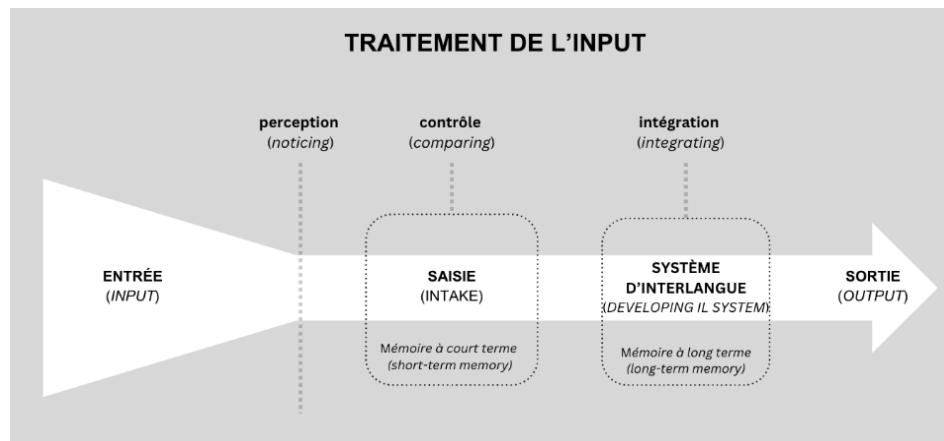 TRAITEMENT DE L’INPUT
perception
(noticing)
contrôle
(comparing)
intégration
(integrating)
ENTRÉE
(INPUT)
SAISIE
(INTAKE)
SYSTÈME
D’INTERLANGUE
(DEVELOPING IL SYSTEM)
SORTIE
(OUTPUT)
Mémoire à court terme
(short-term memory)
Mémoire à long terme
(long-term memory)